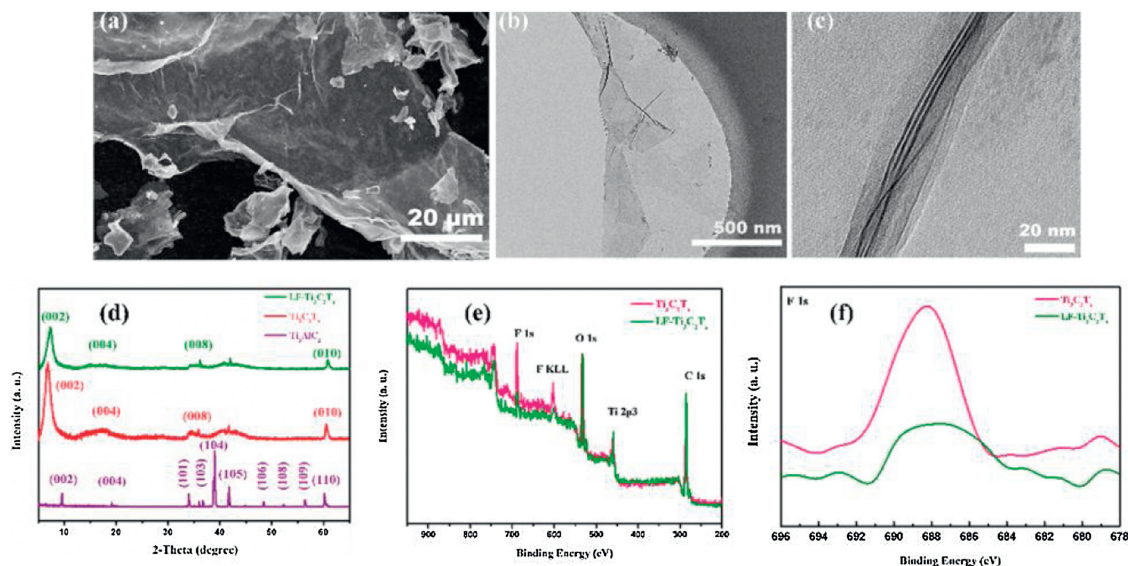 (a)
20 µm
(b)
500 nm
(c)
20 nm
(d)
LF-Ti₃C₂Tₓ
Ti₃C₂Tₓ
Ti₃AlC₂
(002)
(004)
(008)
(010)
(002)
(004)
(008)
(010)
(002)
(004)
(101)
(103)
(104)
(105)
(106)
(108)
(109)
(110)
Intensity (a. u.)
10 20 30 40 50 60
2-Theta (degree)
(e)
Ti₃C₂Tₓ
LF-Ti₃C₂Tₓ
F 1s
F KLL
O 1s
Ti 2p3
C 1s
Intensity (a. u.)
900 800 700 600 500 400 300 200
Binding Energy (eV)
F 1s
(f)
Ti₃C₂Tₓ
LF-Ti₃C₂Tₓ
Intensity (a. u.)
696 694 692 690 688 686 684 682 680 678
Binding Energy (eV)